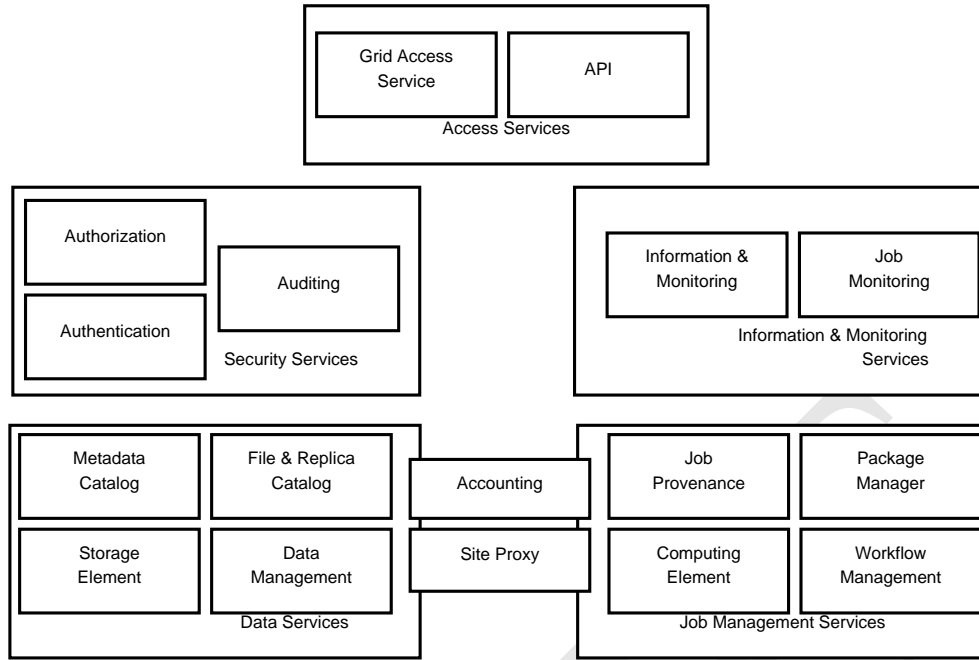 Grid Access
Service
API
Access Services
Authorization
Authentication
Auditing
Security Services
Information &
Monitoring
Job
Monitoring
Information & Monitoring
Services
Metadata
Catalog
File & Replica
Catalog
Storage
Element
Data
Management
Data Services
Accounting
Site Proxy
Job
Provenance
Package
Manager
Computing
Element
Workflow
Management
Job Management Services